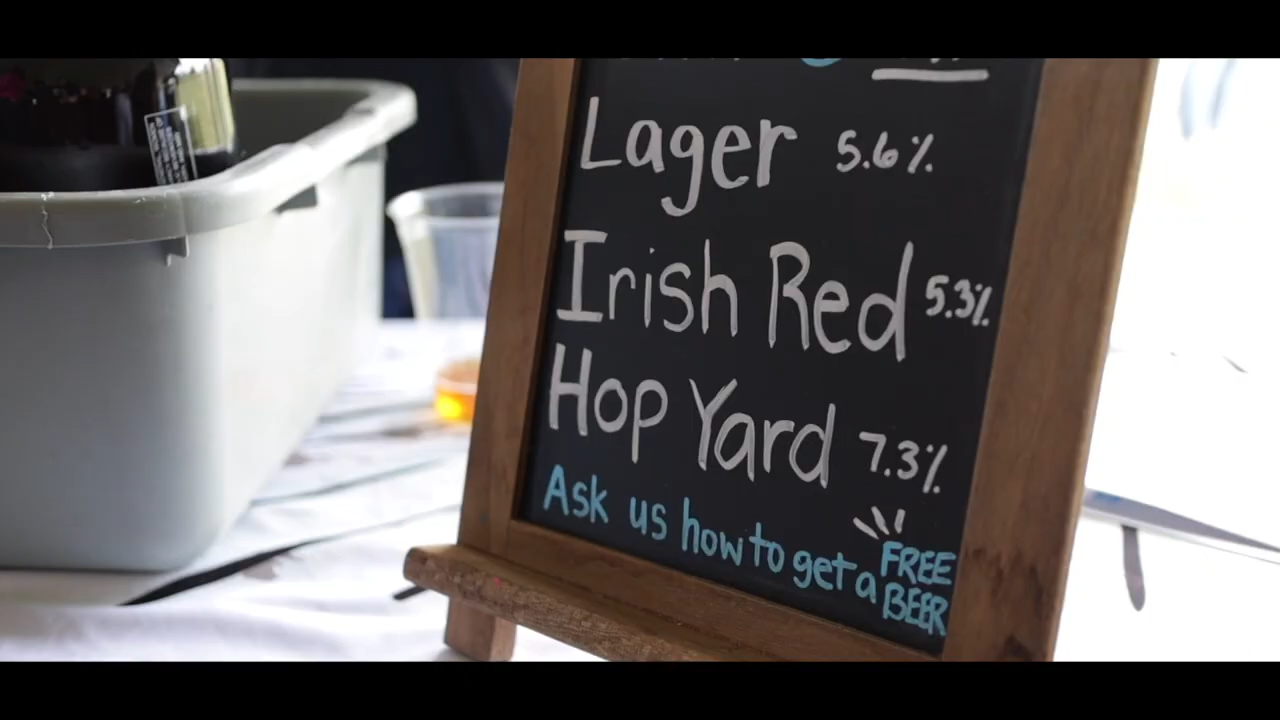 Lager 5.6%
Irish Red 5.3%
Hop Yard 7.3%
Ask us how to get a FREE BEER